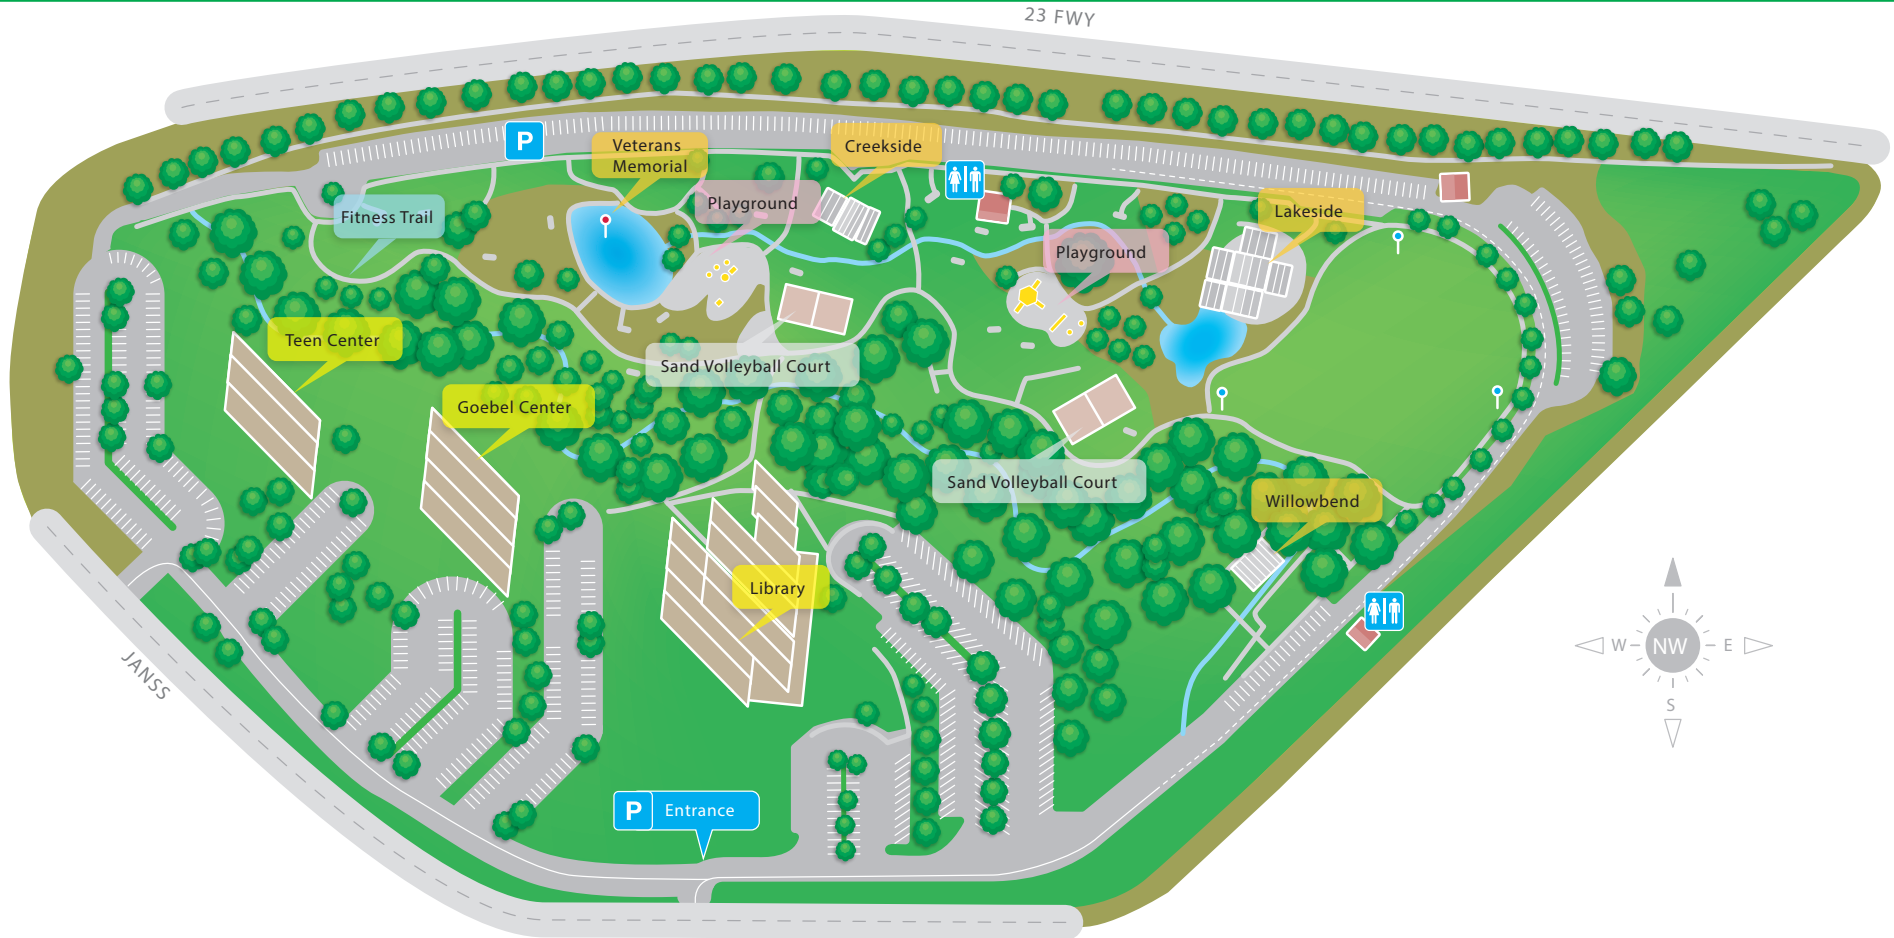 23 FWY
P
Veterans
Memorial
Creekside
Playground
Fitness Trail
Lakeside
Playground
Teen Center
Sand Volleyball Court
Goebel Center
Sand Volleyball Court
Willowbend
Library
W
NW
E
S
JANSS
P Entrance